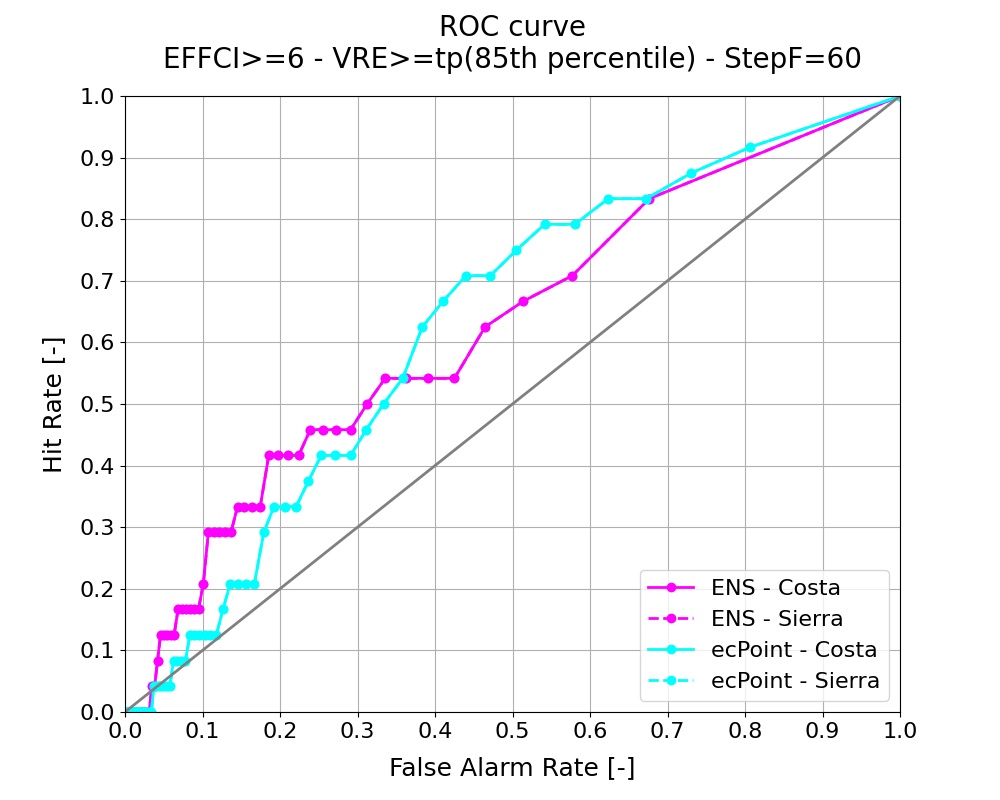 ROC curve
EFFCI>=6 - VRE>=tp(85th percentile) - StepF=60
1.0
0.9
0.8
0.7
0.6
0.5
0.4
0.3
0.2
0.1
0.0
Hit Rate [-]
ENS - Costa
ENS - Sierra
ecPoint - Costa
ecPoint - Sierra
0.0 0.1 0.2 0.3 0.4 0.5 0.6 0.7 0.8 0.9 1.0
False Alarm Rate [-]